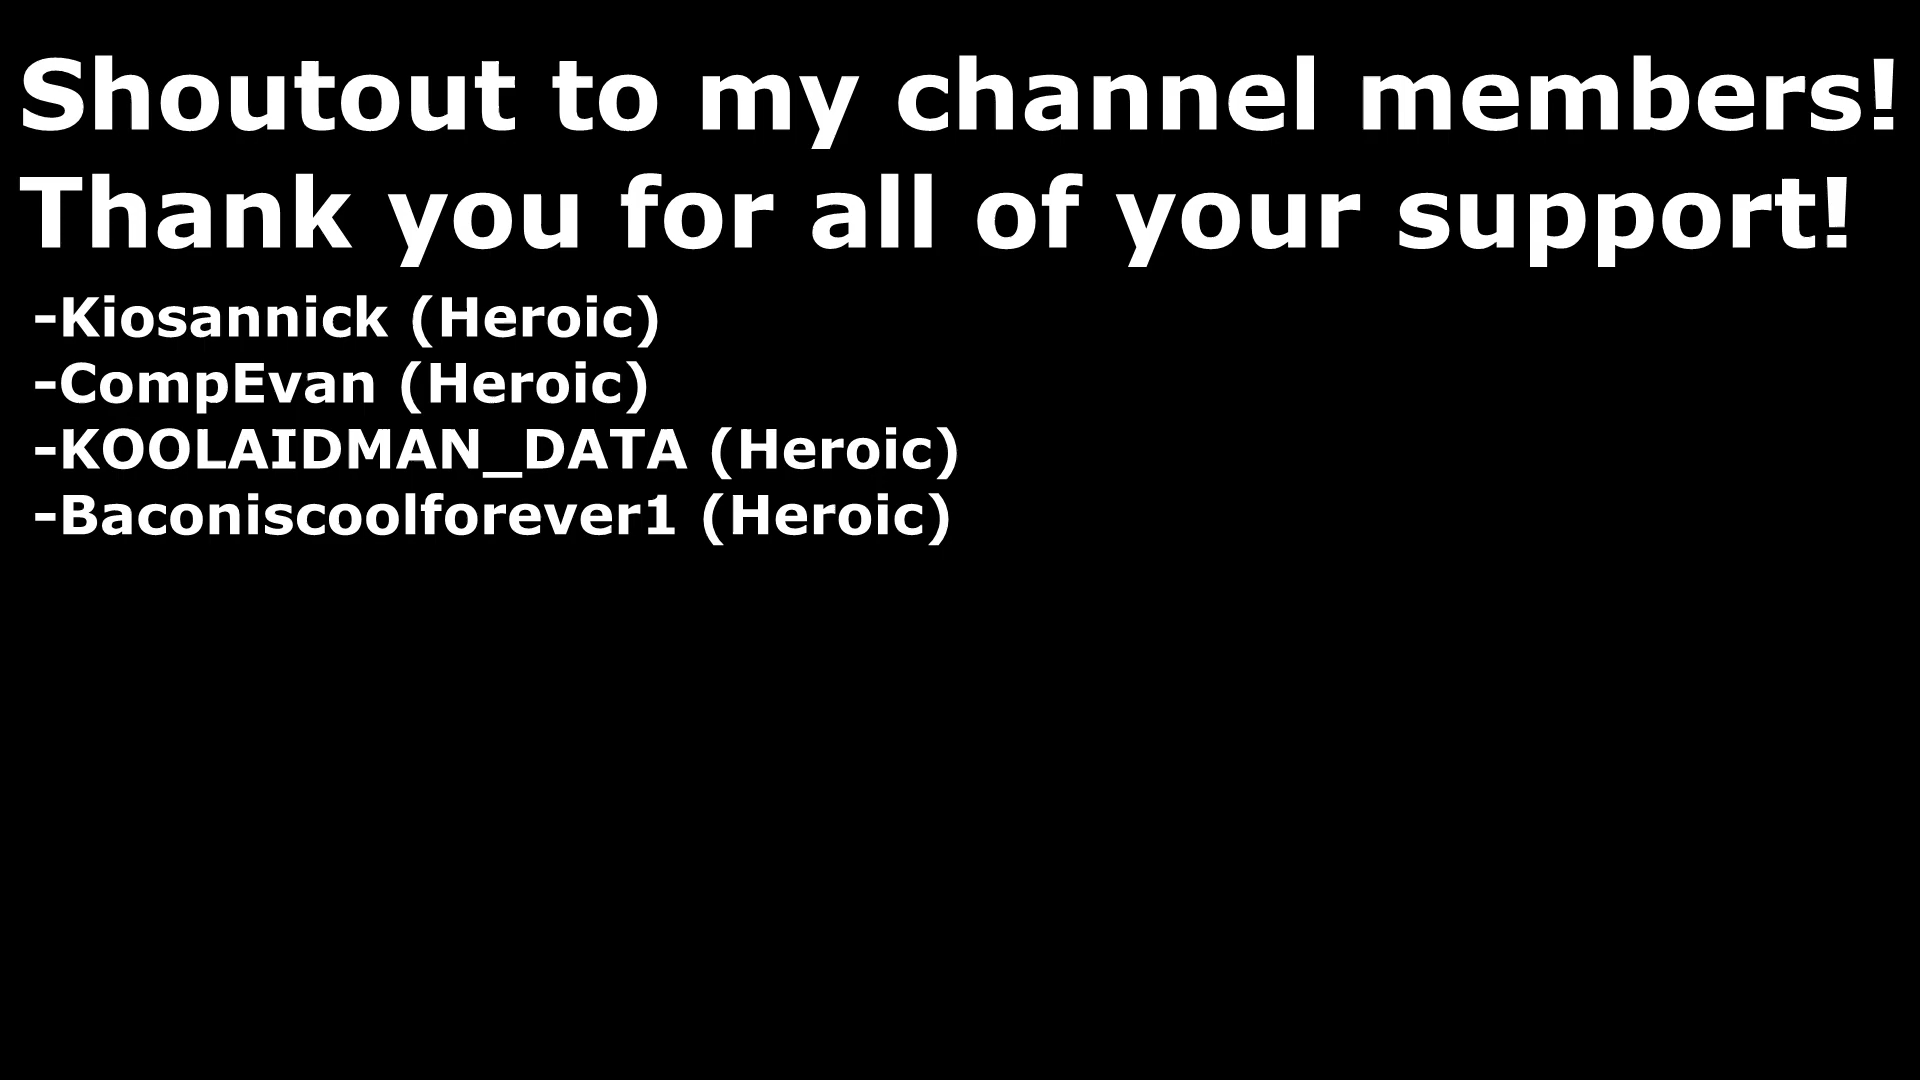 Shoutout to my channel members!
Thank you for all of your support!
-Kiosannick (Heroic)
-CompEvan (Heroic)
-KOOLAIDMAN_DATA (Heroic)
-Baconiscoolforever1 (Heroic)